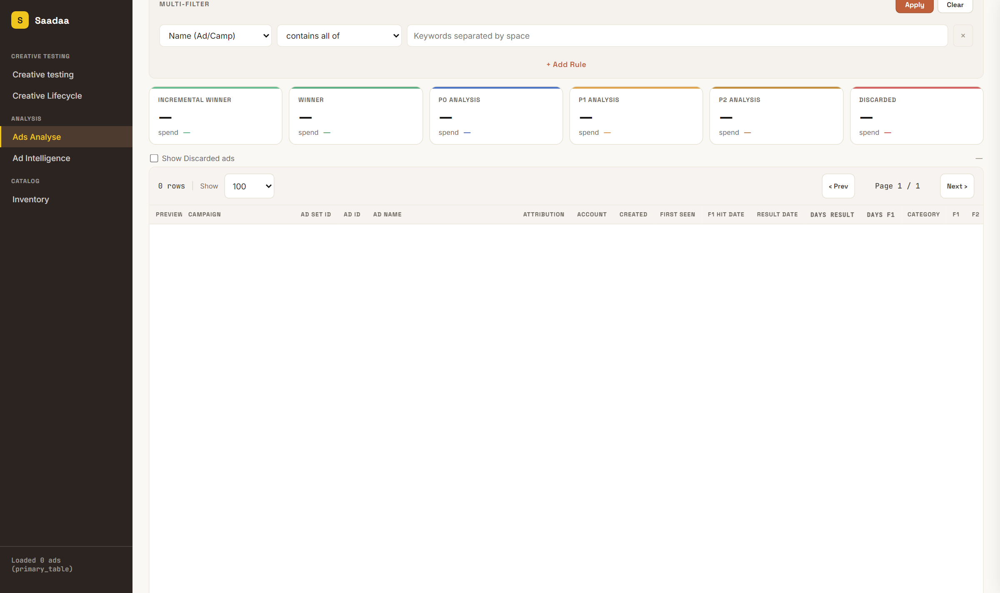 S Saadaa
CREATIVE TESTING
Creative testing
Creative Lifecycle
ANALYSIS
Ads Analyse
Ad Intelligence
CATALOG
Inventory
Loaded 0 ads
(primary_table)
MULTI-FILTER
Apply Clear
Name (Ad/Camp) contains all of Keywords separated by space ×
+ Add Rule
INCREMENTAL WINNER
—
spend —
WINNER
—
spend —
P0 ANALYSIS
—
spend —
P1 ANALYSIS
—
spend —
P2 ANALYSIS
—
spend —
DISCARDED
—
spend —
Show Discarded ads —
0 rows Show 100 ‹ Prev Page 1 / 1 Next ›
PREVIEW CAMPAIGN AD SET ID AD ID AD NAME ATTRIBUTION ACCOUNT CREATED FIRST SEEN F1 HIT DATE RESULT DATE DAYS RESULT DAYS F1 CATEGORY F1 F2